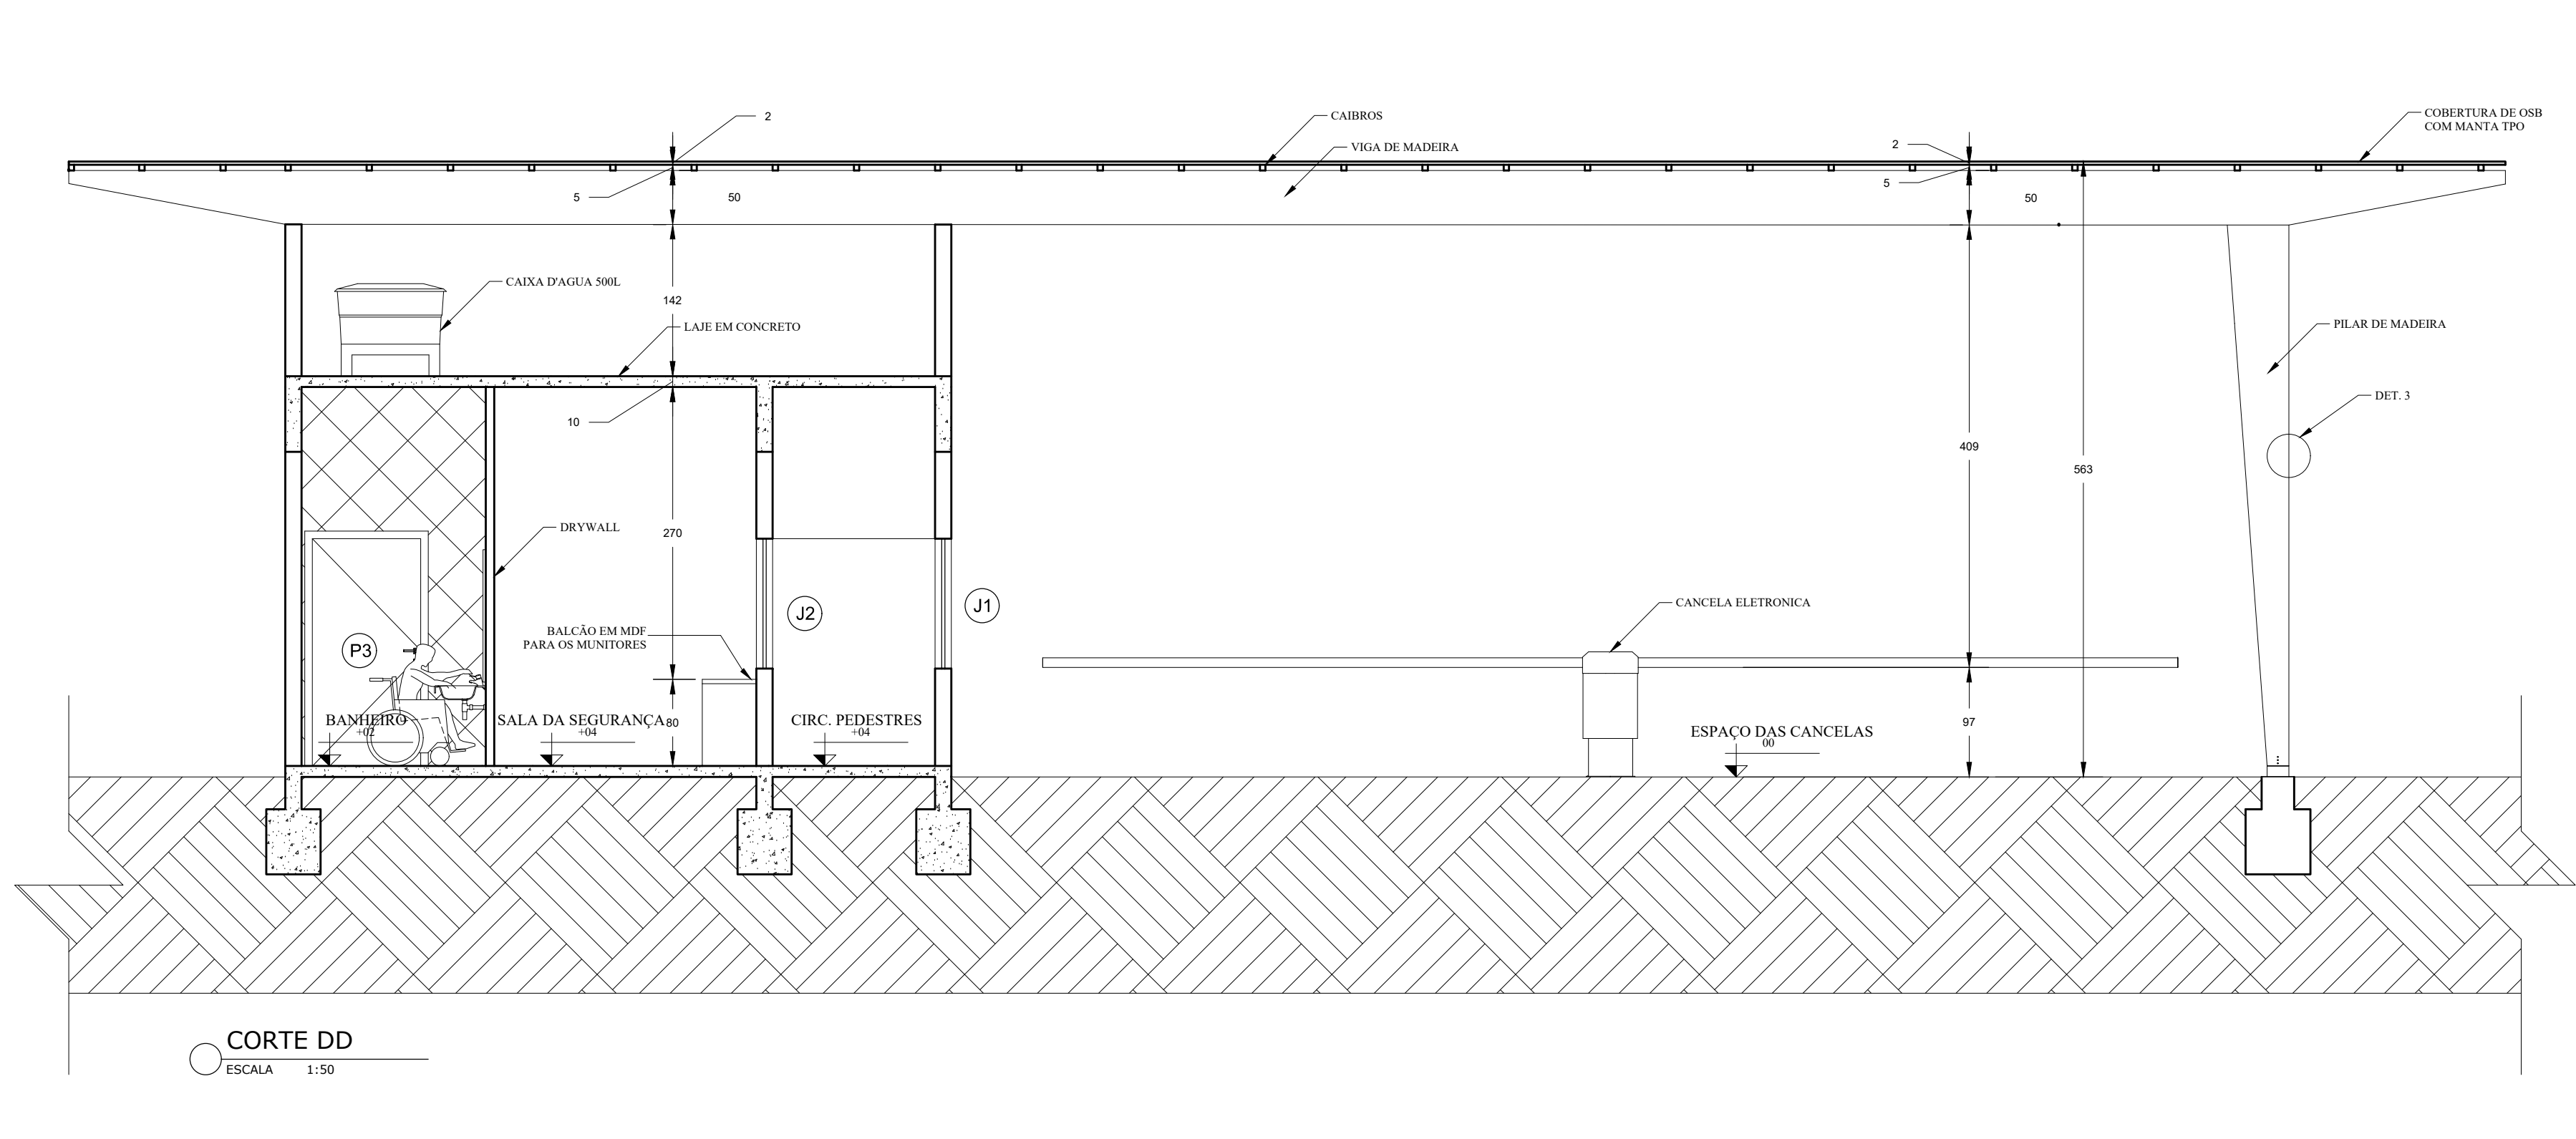 2
CAIBROS
COBERTURA DE OSB
COM MANTA TPO
VIGA DE MADEIRA
2
5
50
5
50
CAIXA D'AGUA 500L
142
LAJE EM CONCRETO
PILAR DE MADEIRA
DET. 3
10
409
563
270
DRYWALL
J2
J1
CANCELA ELETRONICA
BALCÃO EM MDF
PARA OS MUNITORES
P3
BANHEIRO
+02
SALA DA SEGURANÇA
+04
80
CIRC. PEDESTRES
+04
ESPAÇO DAS CANCELAS
00
97
CORTE DD
ESCALA 1:50